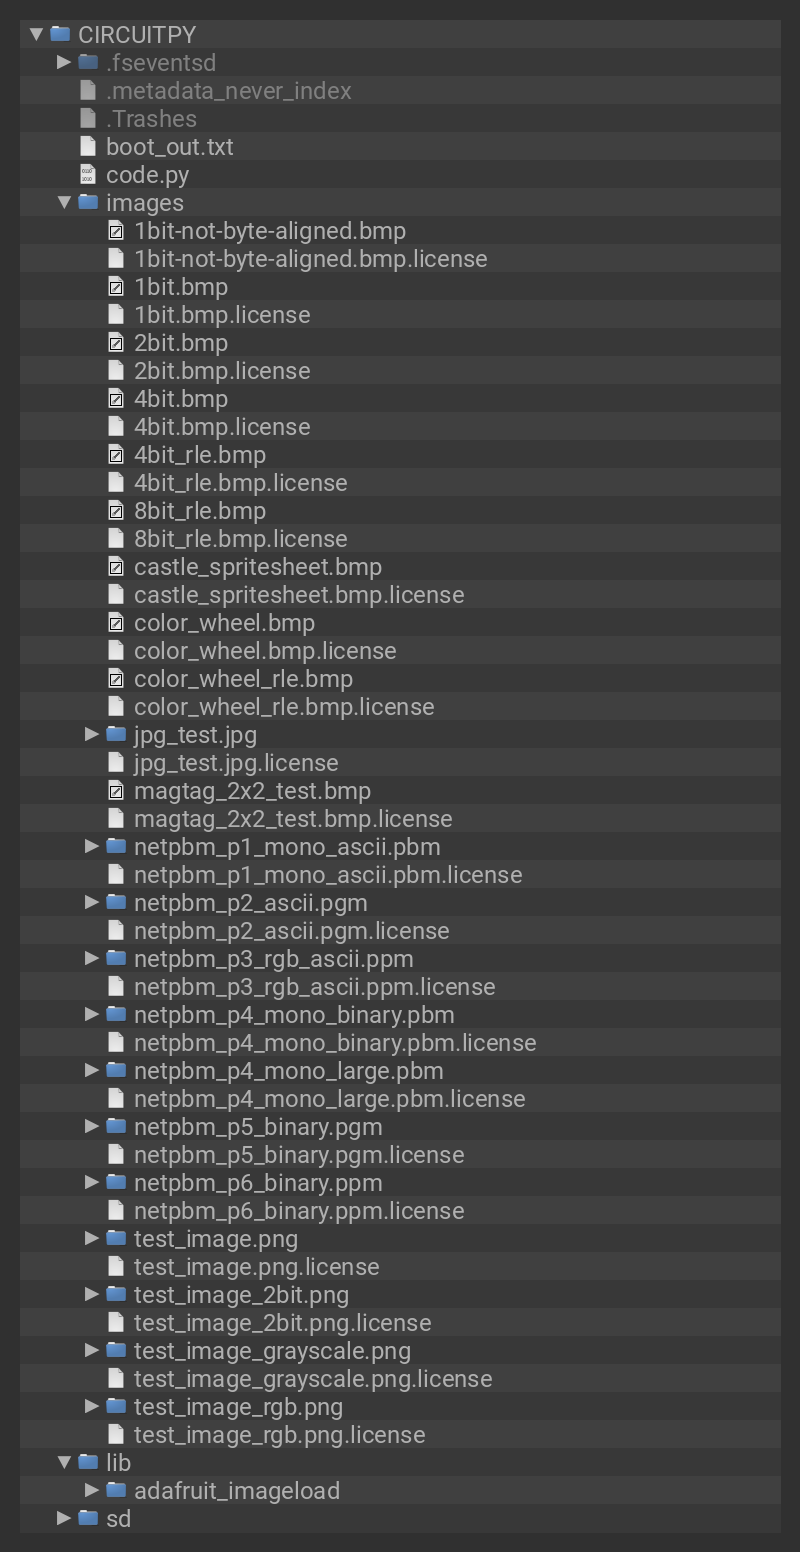 CIRCUITPY
.fseventsd
.metadata_never_index
.Trashes
boot_out.txt
code.py
images
1bit-not-byte-aligned.bmp
1bit-not-byte-aligned.bmp.license
1bit.bmp
1bit.bmp.license
2bit.bmp
2bit.bmp.license
4bit.bmp
4bit.bmp.license
4bit_rle.bmp
4bit_rle.bmp.license
8bit_rle.bmp
8bit_rle.bmp.license
castle_spritesheet.bmp
castle_spritesheet.bmp.license
color_wheel.bmp
color_wheel.bmp.license
color_wheel_rle.bmp
color_wheel_rle.bmp.license
jpg_test.jpg
jpg_test.jpg.license
magtag_2x2_test.bmp
magtag_2x2_test.bmp.license
netpbm_p1_mono_ascii.pbm
netpbm_p1_mono_ascii.pbm.license
netpbm_p2_ascii.pgm
netpbm_p2_ascii.pgm.license
netpbm_p3_rgb_ascii.ppm
netpbm_p3_rgb_ascii.ppm.license
netpbm_p4_mono_binary.pbm
netpbm_p4_mono_binary.pbm.license
netpbm_p4_mono_large.pbm
netpbm_p4_mono_large.pbm.license
netpbm_p5_binary.pgm
netpbm_p5_binary.pgm.license
netpbm_p6_binary.ppm
netpbm_p6_binary.ppm.license
test_image.png
test_image.png.license
test_image_2bit.png
test_image_2bit.png.license
test_image_grayscale.png
test_image_grayscale.png.license
test_image_rgb.png
test_image_rgb.png.license
lib
adafruit_imageload
sd